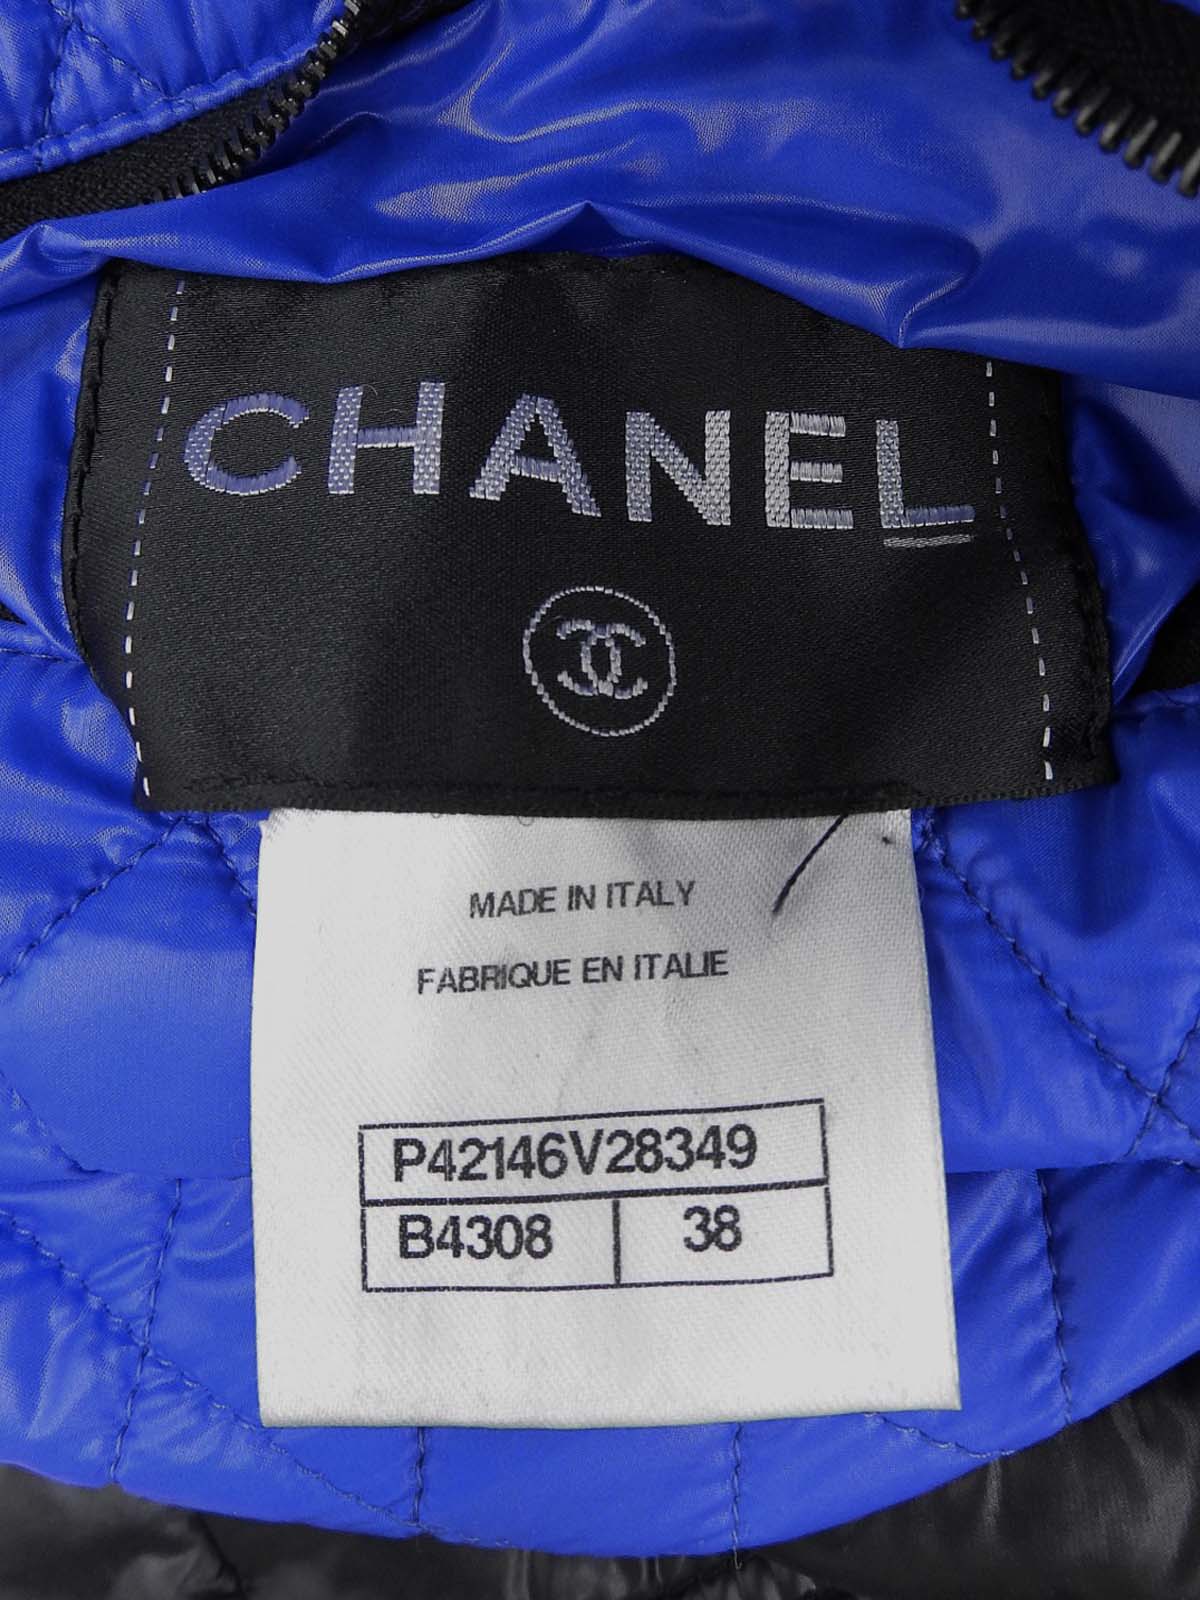 CHANEL
MADE IN ITALY
FABRIQUE EN ITALIE
P42146V28349
B4308 38